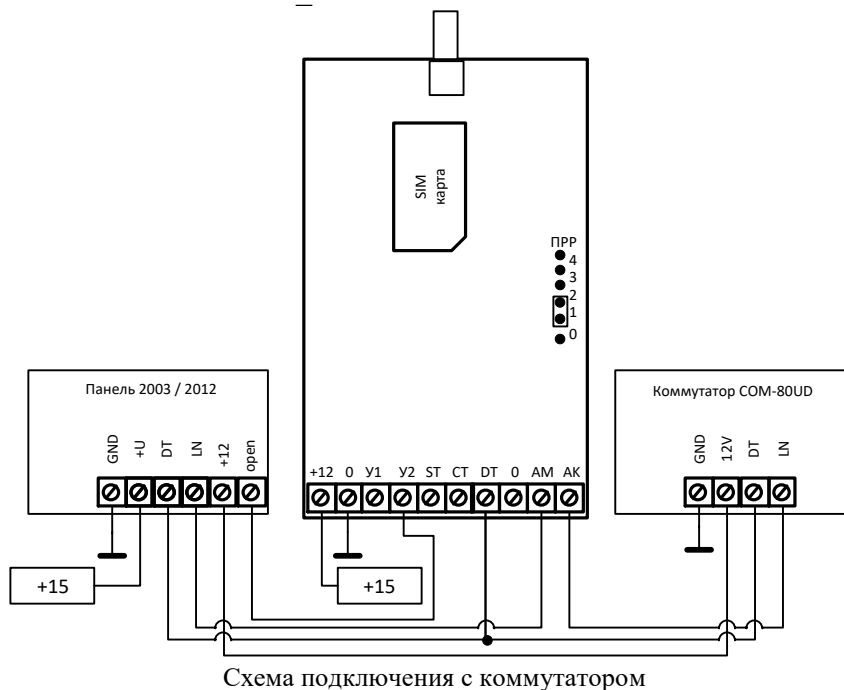 SIM
карта
ПРР
4
3
2
1
0
Панель 2003 / 2012
GND
+U
DT
LN
+12
open
+12 0 У1 У2 ST CT DT 0 AM AK
Коммутатор COM-80UD
GND
12V
DT
LN
+15
+15
Схема подключения с коммутатором